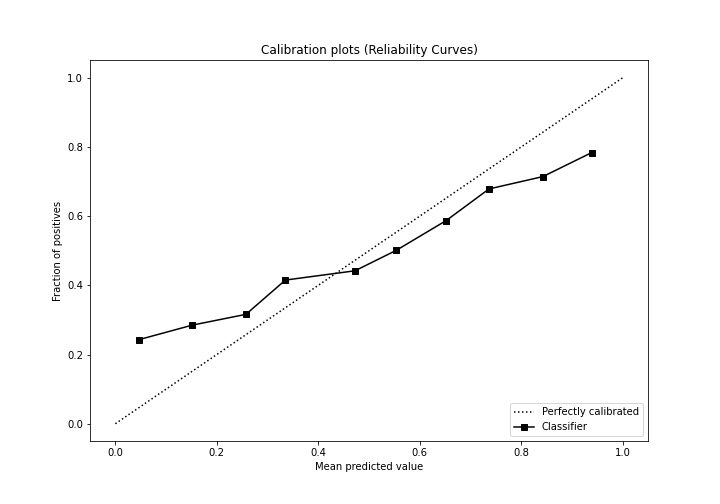 Calibration plots (Reliability Curves)
1.0
0.8
0.6
0.4
0.2
0.0
Fraction of positives
0.0 0.2 0.4 0.6 0.8 1.0
Mean predicted value
Perfectly calibrated
Classifier